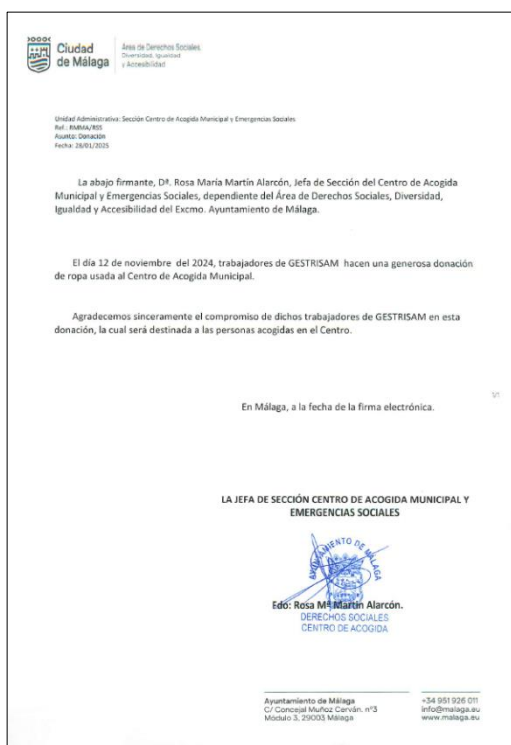 Ciudad
de Málaga
Área de Derechos Sociales,
Diversidad, Igualdad
y Accesibilidad
Unidad Administrativa: Sección Centro de Acogida Municipal y Emergencias Sociales
Ref.: RMMA/RSS
Asunto: Donación
Fecha: 28/01/2025
La abajo firmante, Dª. Rosa María Martín Alarcón, Jefa de Sección del Centro de Acogida
Municipal y Emergencias Sociales, dependiente del Área de Derechos Sociales, Diversidad,
Igualdad y Accesibilidad del Excmo. Ayuntamiento de Málaga.
El día 12 de noviembre del 2024, trabajadores de GESTRISAM hacen una generosa donación
de ropa usada al Centro de Acogida Municipal.
Agradecemos sinceramente el compromiso de dichos trabajadores de GESTRISAM en esta
donación, la cual será destinada a las personas acogidas en el Centro.
1/1
En Málaga, a la fecha de la firma electrónica.
LA JEFA DE SECCIÓN CENTRO DE ACOGIDA MUNICIPAL Y
EMERGENCIAS SOCIALES
AYUNTAMIENTO DE MÁLAGA
Fdo: Rosa Mª Martín Alarcón.
DERECHOS SOCIALES
CENTRO DE ACOGIDA
Ayuntamiento de Málaga
C/ Concejal Muñoz Cerván, nº3
Módulo 3, 29003 Málaga
+34 951 926 011
info@malaga.eu
www.malaga.eu